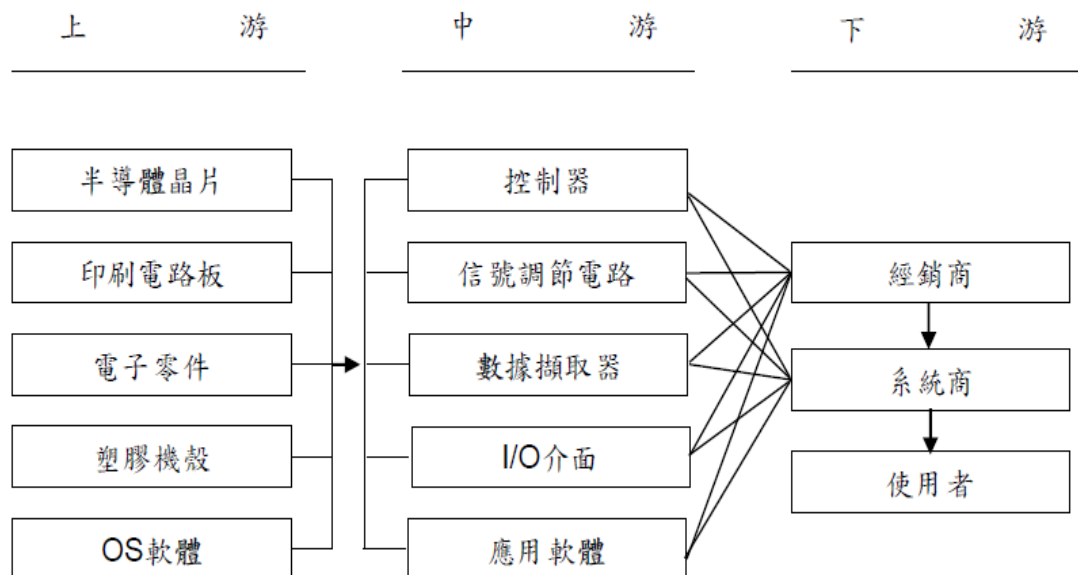 上游 中游 下游
半導體晶片
印刷電路板
電子零件
塑膠機殼
OS軟體
控制器
信號調節電路
數據擷取器
I/O介面
應用軟體
經銷商
系統商
使用者